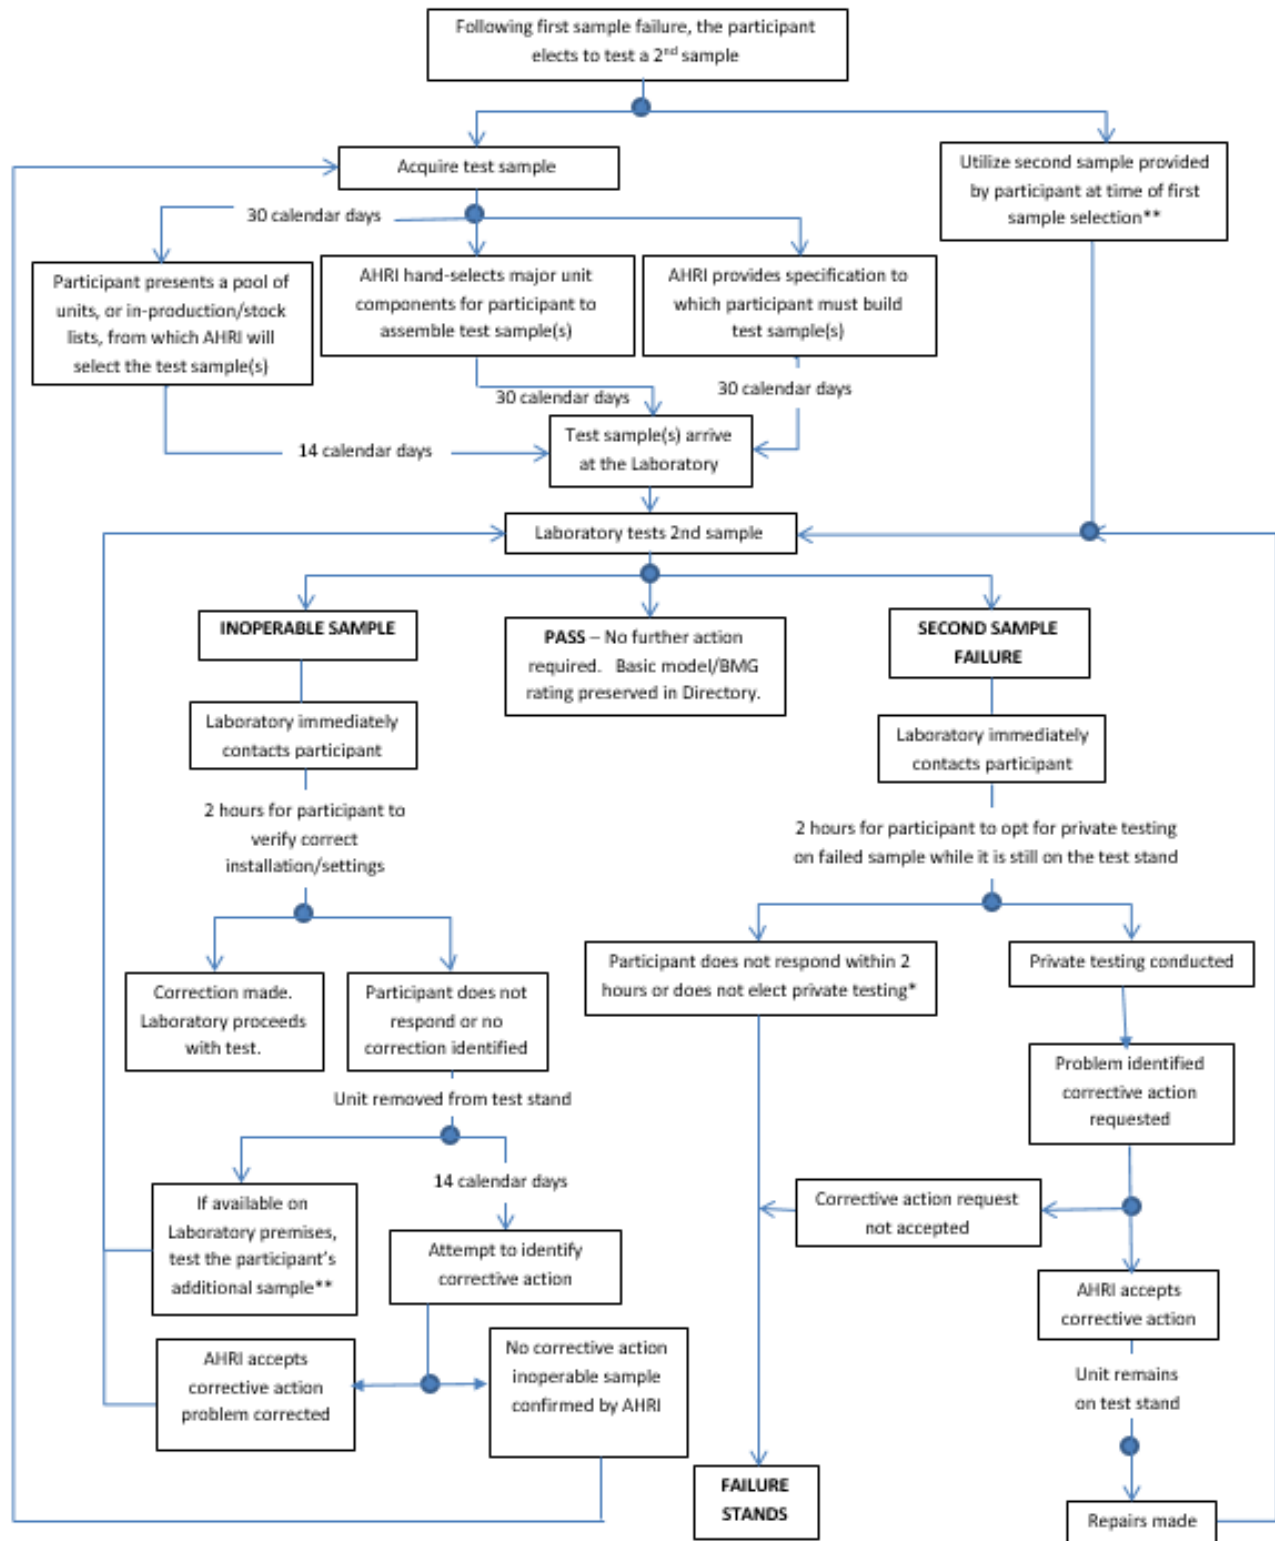 Following first sample failure, the participant
elects to test a 2nd sample
Acquire test sample
Utilize second sample provided
by participant at time of first
sample selection**
30 calendar days
Participant presents a pool of
units, or in-production/stock
lists, from which AHRI will
select the test sample(s)
AHRI hand-selects major unit
components for participant to
assemble test sample(s)
AHRI provides specification to
which participant must build
test sample(s)
30 calendar days
30 calendar days
14 calendar days
Test sample(s) arrive
at the Laboratory
Laboratory tests 2nd sample
INOPERABLE SAMPLE
PASS – No further action
required. Basic model/BMG
rating preserved in Directory.
SECOND SAMPLE
FAILURE
Laboratory immediately
contacts participant
Laboratory immediately
contacts participant
2 hours for participant to
verify correct
installation/settings
2 hours for participant to opt for private testing
on failed sample while it is still on the test stand
Correction made.
Laboratory proceeds
with test.
Participant does not
respond or no
correction identified
Participant does not respond within 2
hours or does not elect private testing*
Private testing conducted
Problem identified
corrective action
requested
Unit removed from test stand
If available on
Laboratory premises,
test the participant's
additional sample**
14 calendar days
Attempt to identify
corrective action
Corrective action request
not accepted
AHRI accepts
corrective action
AHRI accepts
corrective action
problem corrected
No corrective action
inoperable sample
confirmed by AHRI
Unit remains
on test stand
FAILURE
STANDS
Repairs made